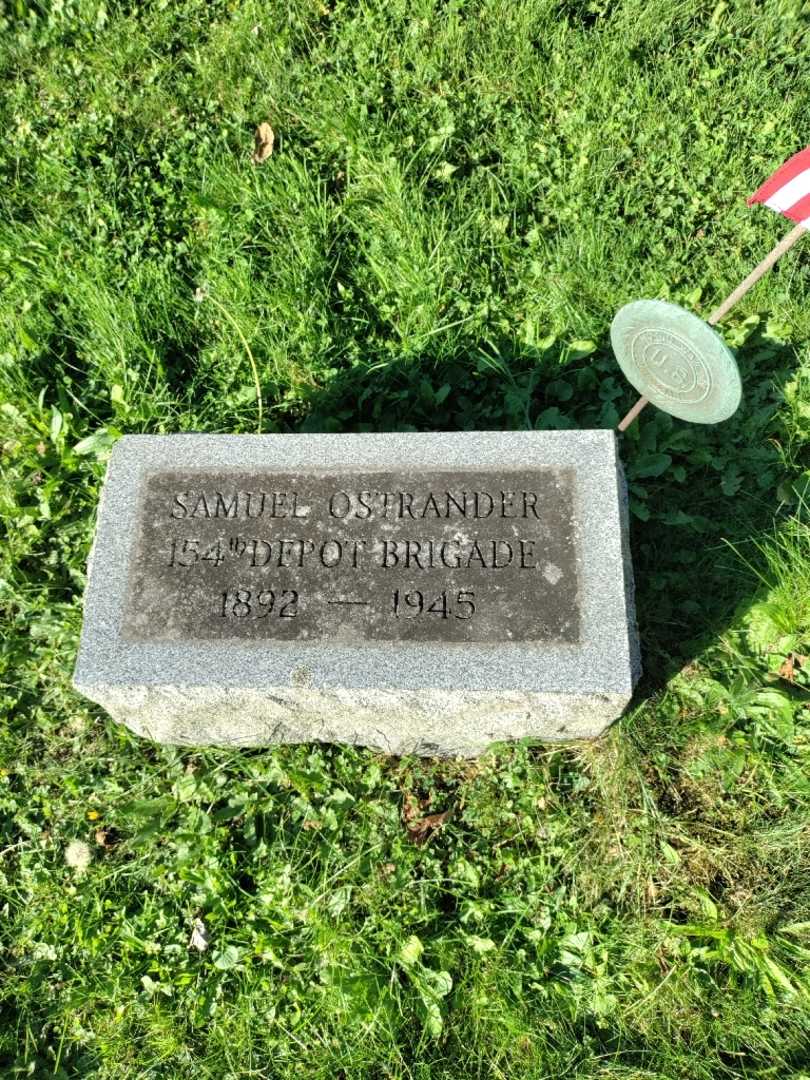 SAMUEL OSTRANDER
154th DEPOT BRIGADE
1892 — 1945
U.S.